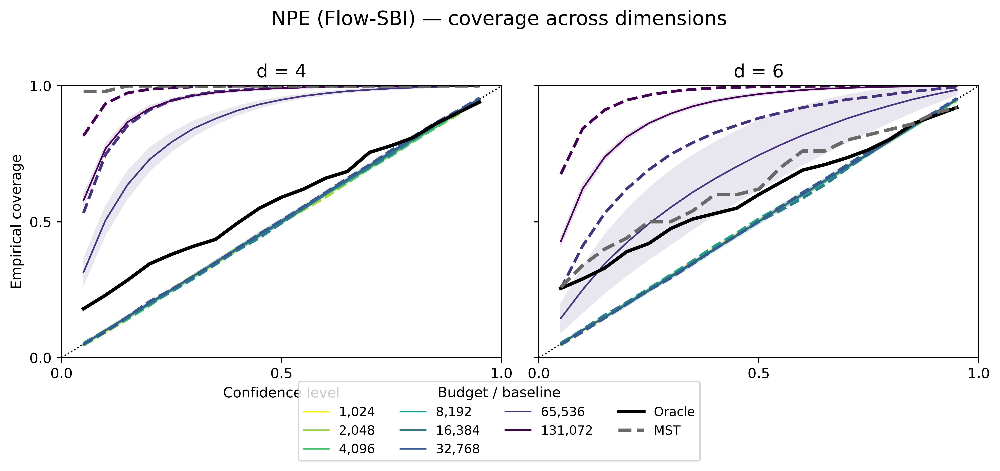 NPE (Flow-SBI) — coverage across dimensions
d = 4
d = 6
Empirical coverage
1.0
0.5
0.0
0.0
0.5
1.0
0.0
0.5
1.0
Confidence level
Budget / baseline
1,024
2,048
4,096
8,192
16,384
32,768
65,536
131,072
Oracle
MST